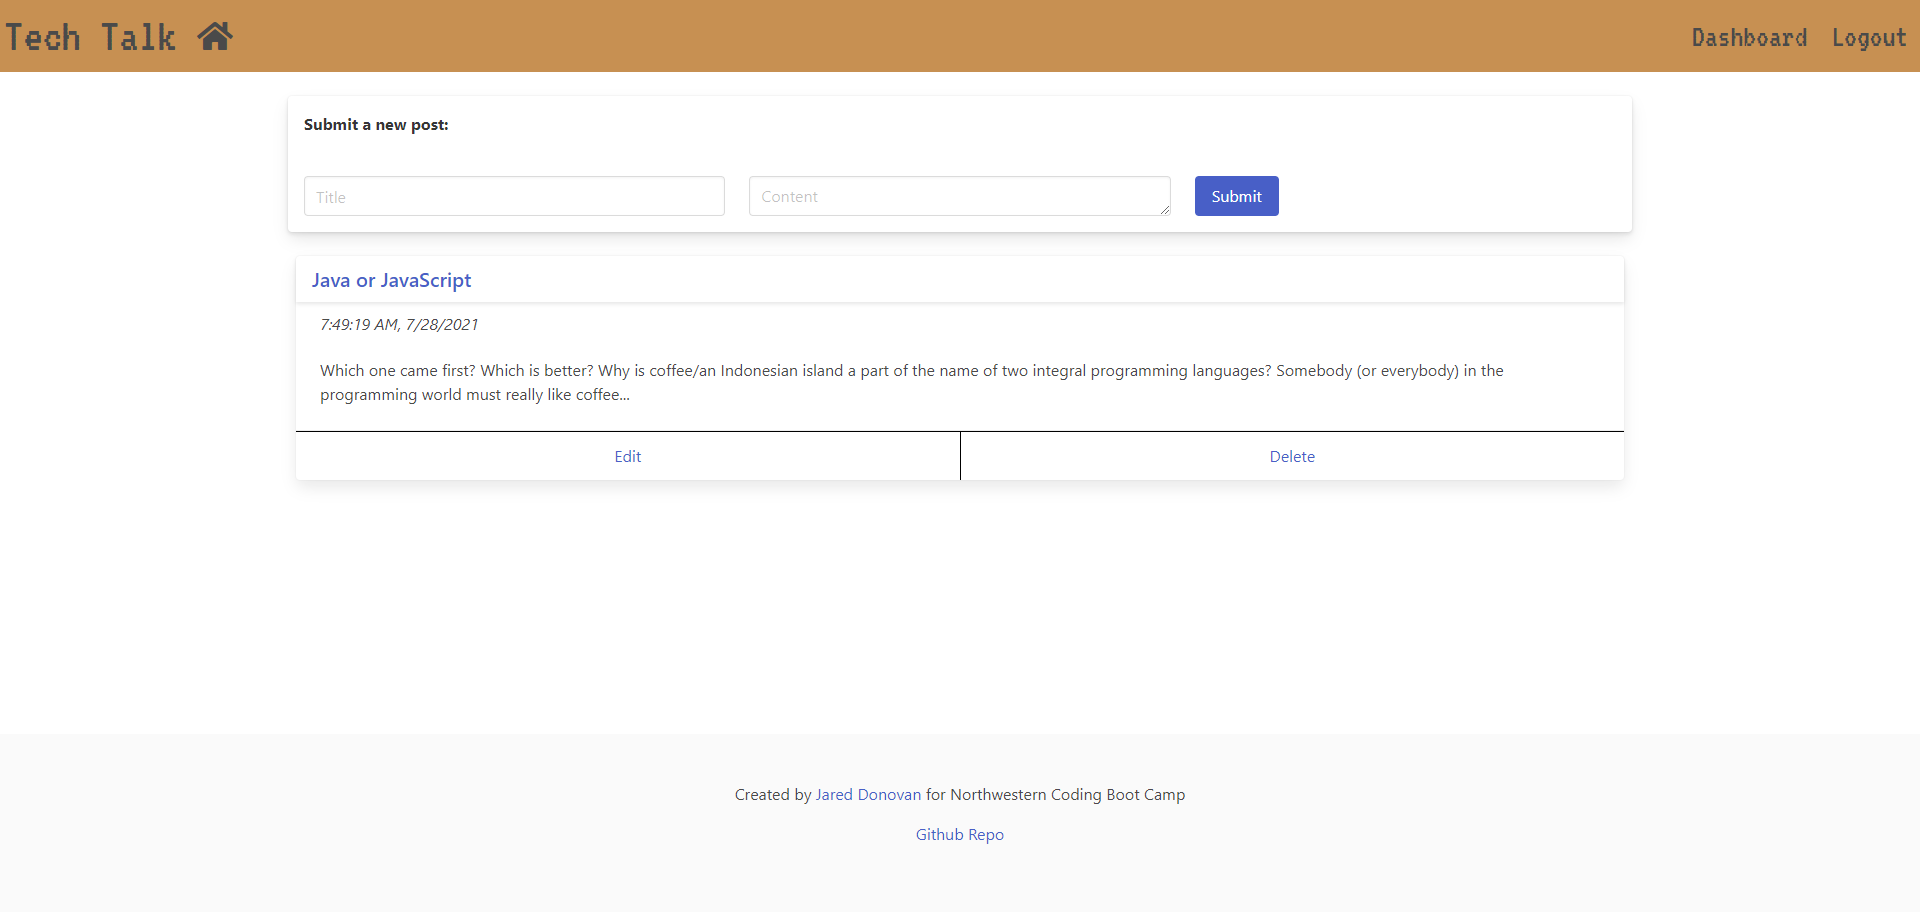 Tech Talk
Dashboard
Logout
Submit a new post:
Title
Content
Submit
Java or JavaScript
7:49:19 AM, 7/28/2021
Which one came first? Which is better? Why is coffee/an Indonesian island a part of the name of two integral programming languages? Somebody (or everybody) in the
programming world must really like coffee...
Edit
Delete
Created by Jared Donovan for Northwestern Coding Boot Camp
Github Repo